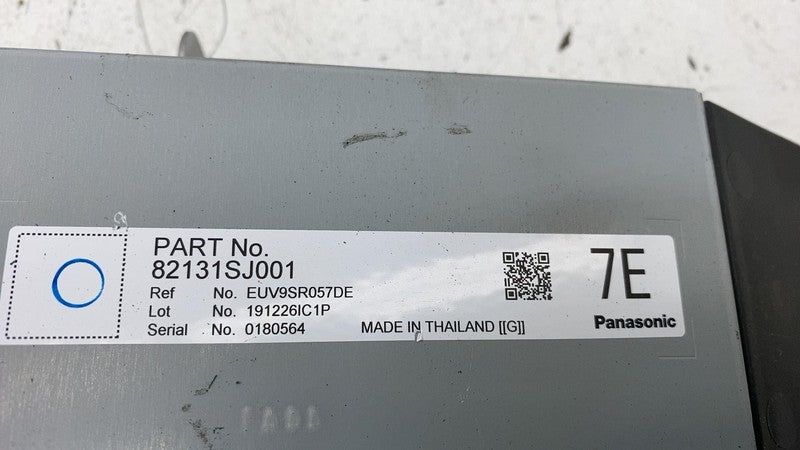 PART No.
82131SJ001
Ref No. EUV9SR057DE
Lot No. 191226IC1P
Serial No. 0180564
MADE IN THAILAND [[G]]
7E
Panasonic